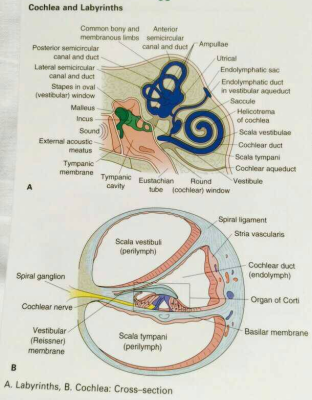 Cochlea and Labyrinths
Common bony and
membranous limbs
Anterior
semicircular
canal and duct
Ampullae
Posterior semicircular
canal and duct
Utrical
Lateral semicircular
canal and duct
Endolymphatic sac
Stapes in oval
(vestibular) window
Endolymphatic duct
in vestibular aqueduct
Malleus
Saccule
Incus
Helicotrema
of cochlea
Sound
Scala vestibulae
External acoustic
meatus
Cochlear duct
Scala tympani
Tympanic
membrane
Cochlear aqueduct
Tympanic
cavity
Eustachian
tube
Round
(cochlear) window
Vestibule
A
Spiral ligament
Stria vascularis
Scala vestibuli
(perilymph)
Cochlear duct
(endolymph)
Spiral ganglion
Organ of Corti
Cochlear nerve
Basilar membrane
Vestibular
(Reissner)
membrane
Scala tympani
(perilymph)
B
A. Labyrinths, B. Cochlea: Cross-section